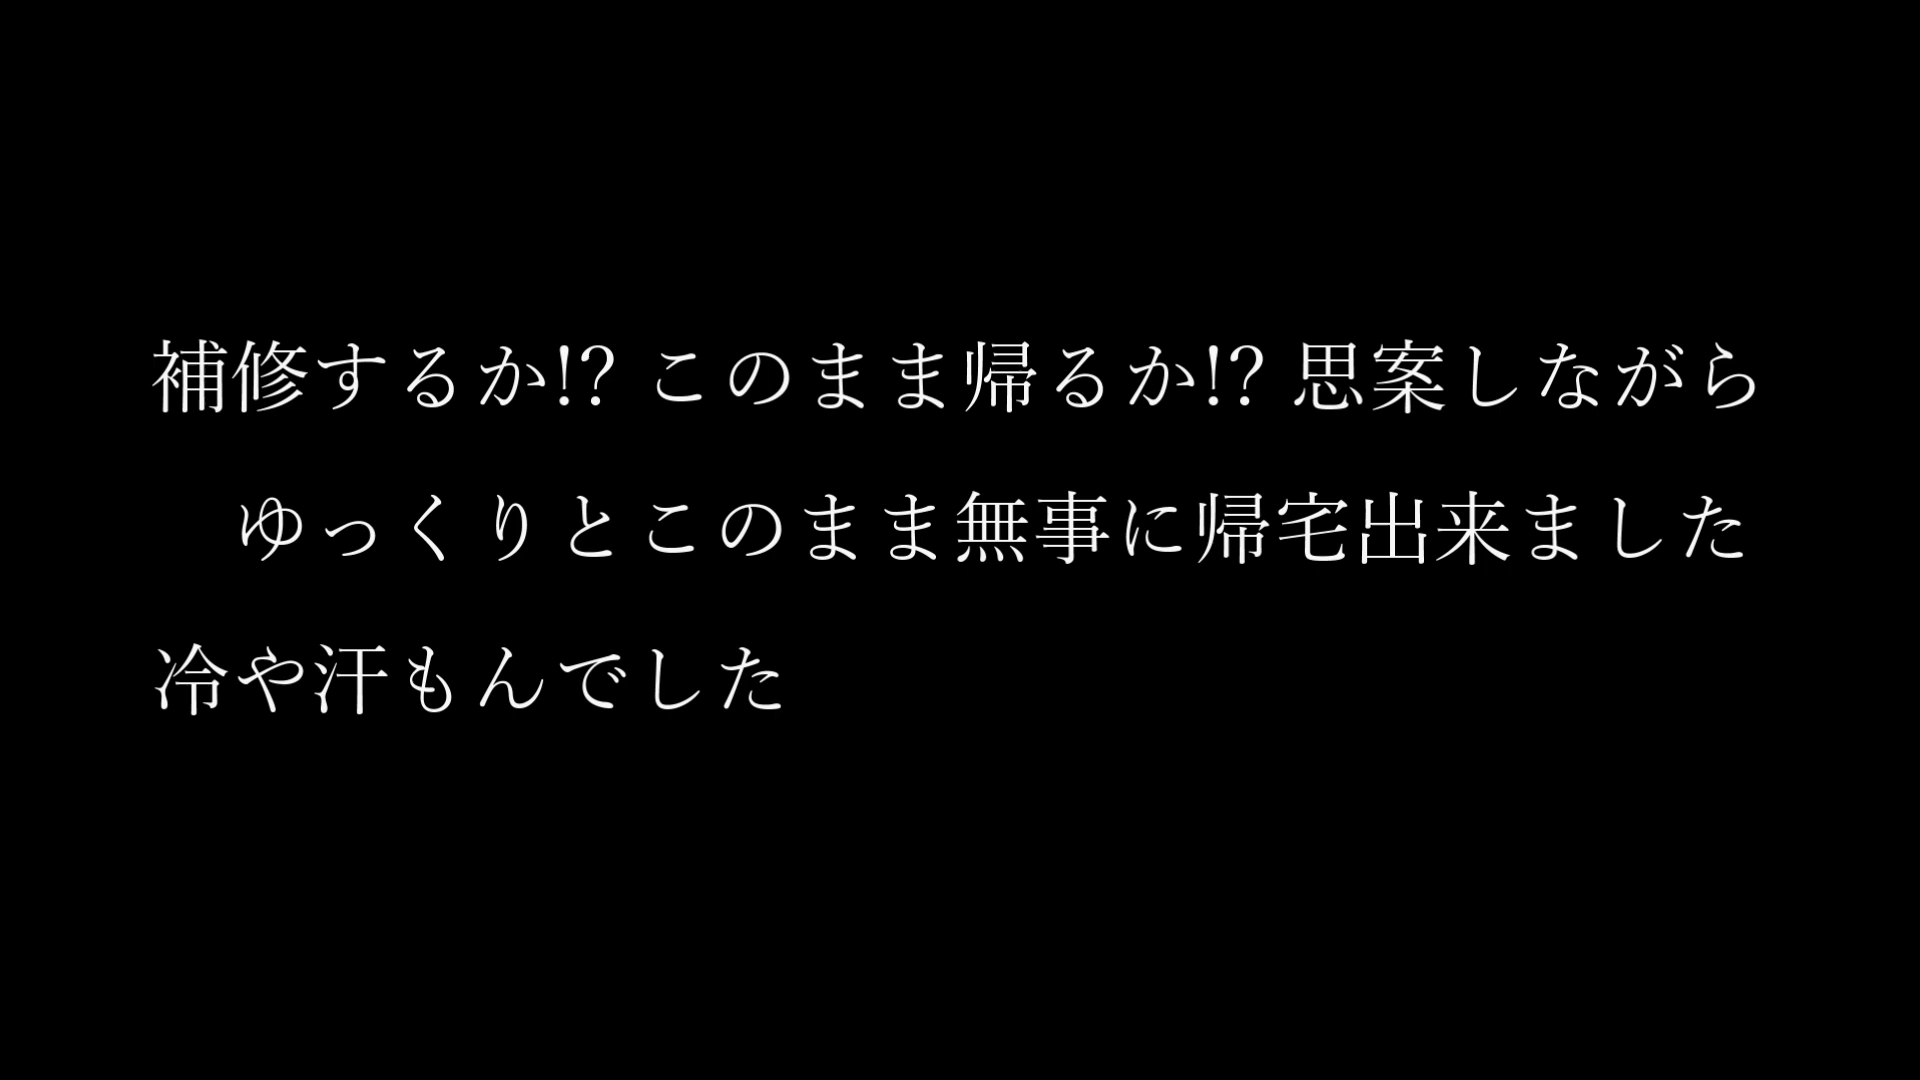 補修するか!? このまま帰るか!? 思案しながら
　ゆっくりとこのまま無事に帰宅出来ました
冷や汗もんでした